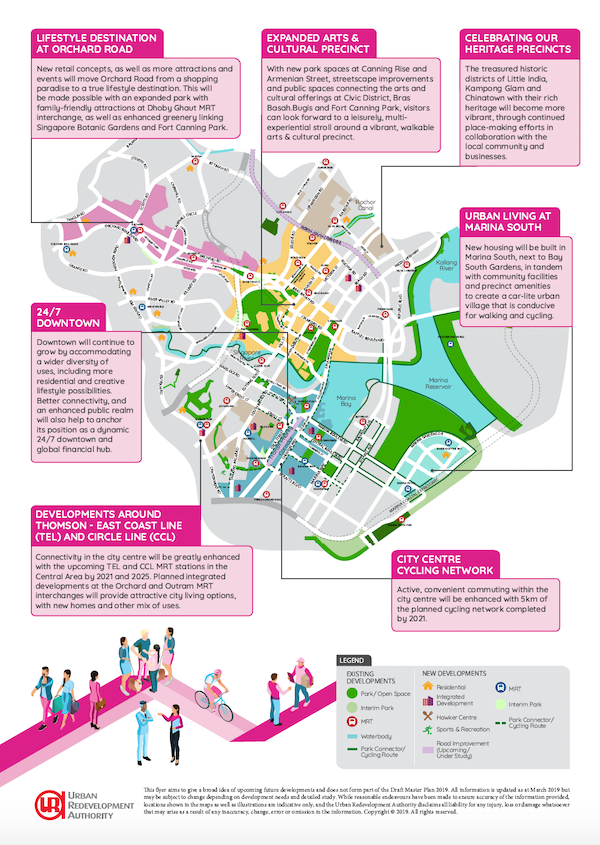 LIFESTYLE DESTINATION
AT ORCHARD ROAD
New retail concepts, as well as more attractions and
events will move Orchard Road from a shopping
paradise to a true lifestyle destination. This will
be made possible with an expanded park with
family-friendly attractions at Dhoby Ghaut MRT
interchange, as well as enhanced greenery linking
Singapore Botanic Gardens and Fort Canning Park.
EXPANDED ARTS &
CULTURAL PRECINCT
With new park spaces at Canning Rise and
Armenian Street, streetscape improvements
and public spaces connecting the arts and
cultural offerings at Civic District, Bras
Basah.Bugis and Fort Canning Park, visitors
can look forward to a leisurely, multi-
experiential stroll around a vibrant, walkable
arts & cultural precinct.
CELEBRATING OUR
HERITAGE PRECINCTS
The treasured historic
districts of Little India,
Kampong Glam and
Chinatown with their rich
heritage will become more
vibrant, through continued
place-making efforts in
collaboration with the
local community and
businesses.
Rochor
Canal
Kallang
River
URBAN LIVING AT
MARINA SOUTH
New housing will be built in
Marina South, next to Bay
South Gardens, in tandem
with community facilities
and precinct amenities
to create a car-lite urban
village that is conducive
for walking and cycling.
24/7
DOWNTOWN
Downtown will continue to
grow by accommodating
a wider diversity of
uses, including more
residential and creative
lifestyle possibilities.
Better connectivity, and
an enhanced public realm
will also help to anchor
its position as a dynamic
24/7 downtown and
global financial hub.
Singapore
Marina
Bay
Marina
Reservoir
DEVELOPMENTS AROUND
THOMSON - EAST COAST LINE
(TEL) AND CIRCLE LINE (CCL)
Connectivity in the city centre will be greatly enhanced
with the upcoming TEL and CCL MRT stations in the
Central Area by 2021 and 2025. Planned integrated
developments at the Orchard and Outram MRT
interchanges will provide attractive city living options,
with new homes and other mix of uses.
CITY CENTRE
CYCLING NETWORK
Active, convenient commuting within the
city centre will be enhanced with 5km of
the planned cycling network completed
by 2021.
LEGEND
EXISTING
DEVELOPMENTS
Park/ Open Space
Interim Park
MRT
Waterbody
Park Connector/
Cycling Route
NEW DEVELOPMENTS
Residential
Integrated
Development
Hawker Centre
Sports & Recreation
Road Improvement
(Upcoming/
Under Study)
MRT
Interim Park
Park Connector/
Cycling Route
URBAN
REDEVELOPMENT
AUTHORITY
This flyer aims to give a broad idea of upcoming future developments and does not form part of the Draft Master Plan 2019. All information is updated as at March 2019 but
may be subject to change depending on development needs and detailed study. While reasonable endeavours have been made to ensure accuracy of the information provided,
locations shown in the maps as well as illustrations are indicative only, and the Urban Redevelopment Authority disclaims all liability for any injury, loss or damage whatsoever
that may arise as a result of any inaccuracy, change, error or omission in the information. Copyright © 2019. All rights reserved.